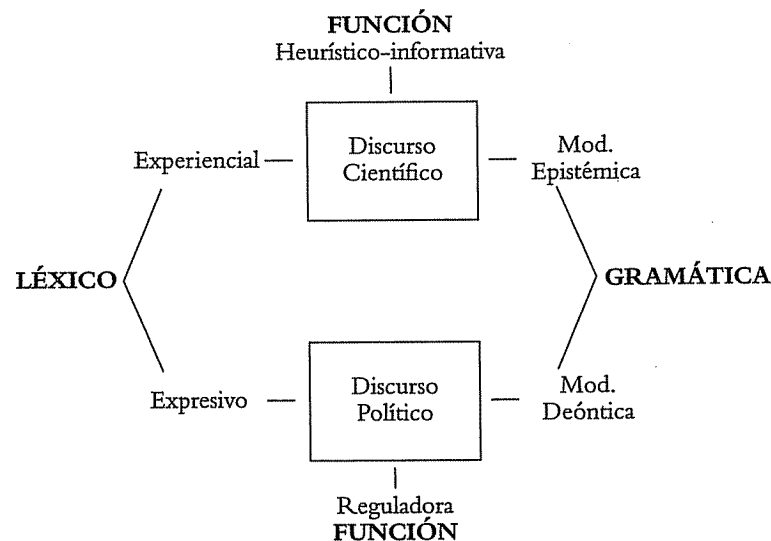 FUNCIÓN
Heurístico-informativa
Experiencial
Discurso
Científico
Mod.
Epistémica
LÉXICO
GRAMÁTICA
Expresivo
Discurso
Político
Mod.
Deóntica
Reguladora
FUNCIÓN